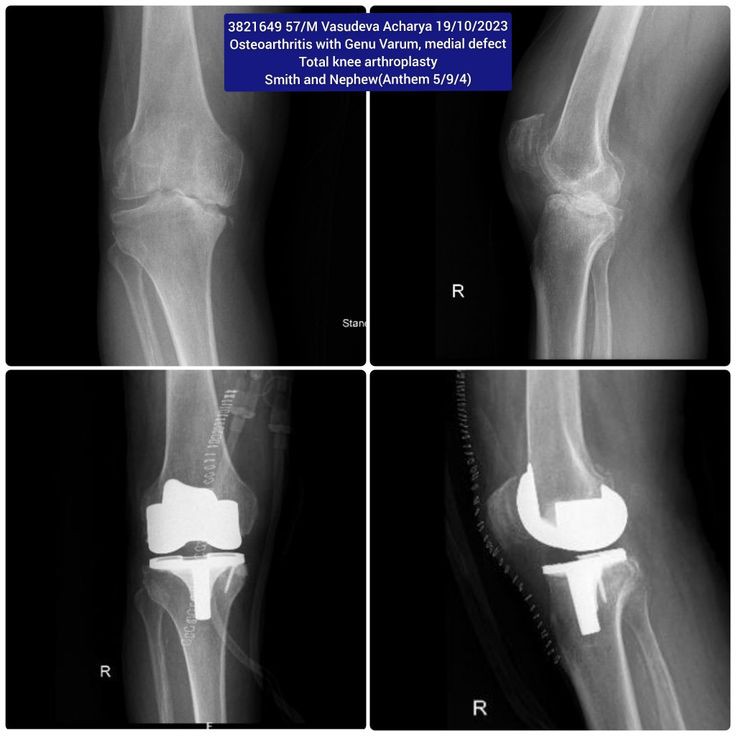 3821649 57/M Vasudeva Acharya 19/10/2023
Osteoarthritis with Genu Varum, medial defect
Total knee arthroplasty
Smith and Nephew(Anthem 5/9/4)
R
R
R